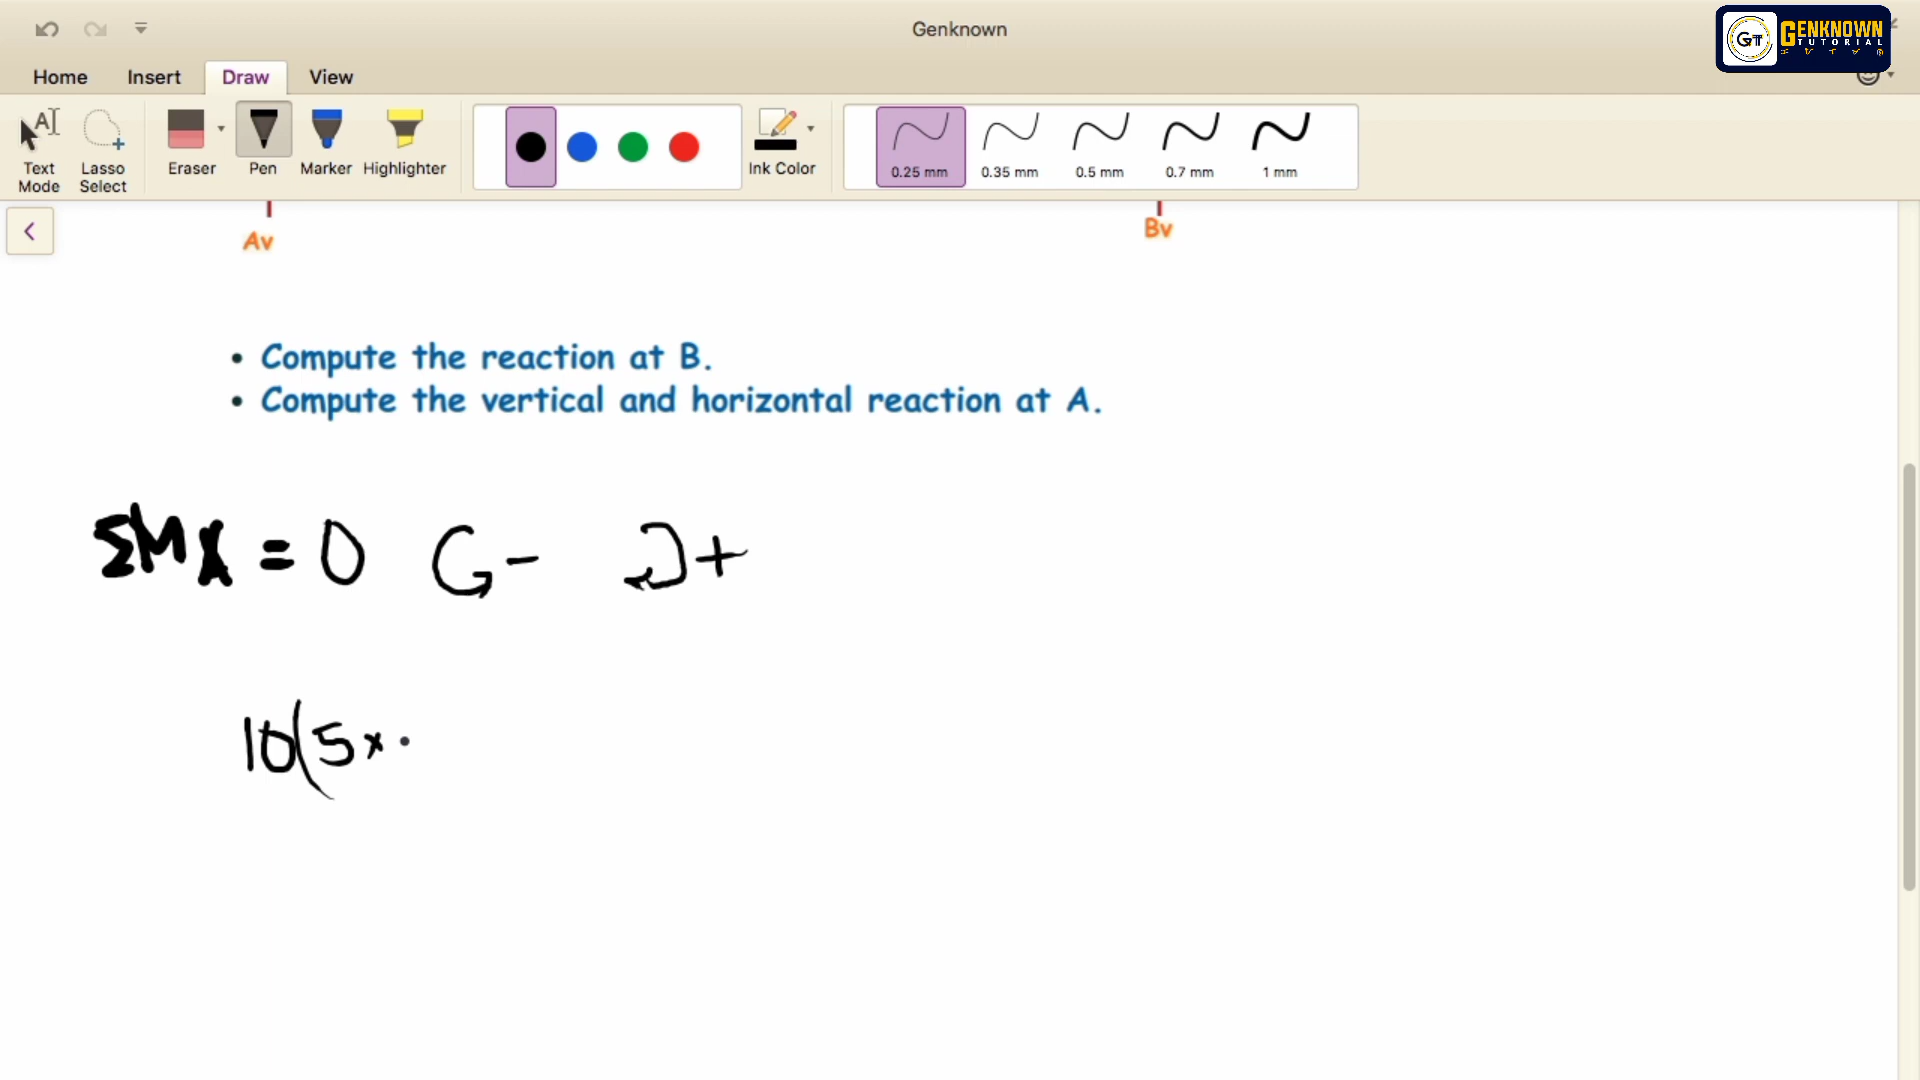 Genknown
GT GENKNOWN
TUTORIAL
Home Insert Draw View
Text Mode Lasso Select Eraser Pen Marker Highlighter Ink Color 0.25 mm 0.35 mm 0.5 mm 0.7 mm 1 mm
Av Bv
• Compute the reaction at B.
• Compute the vertical and horizontal reaction at A.
ΣMA = 0 - +
10(5x